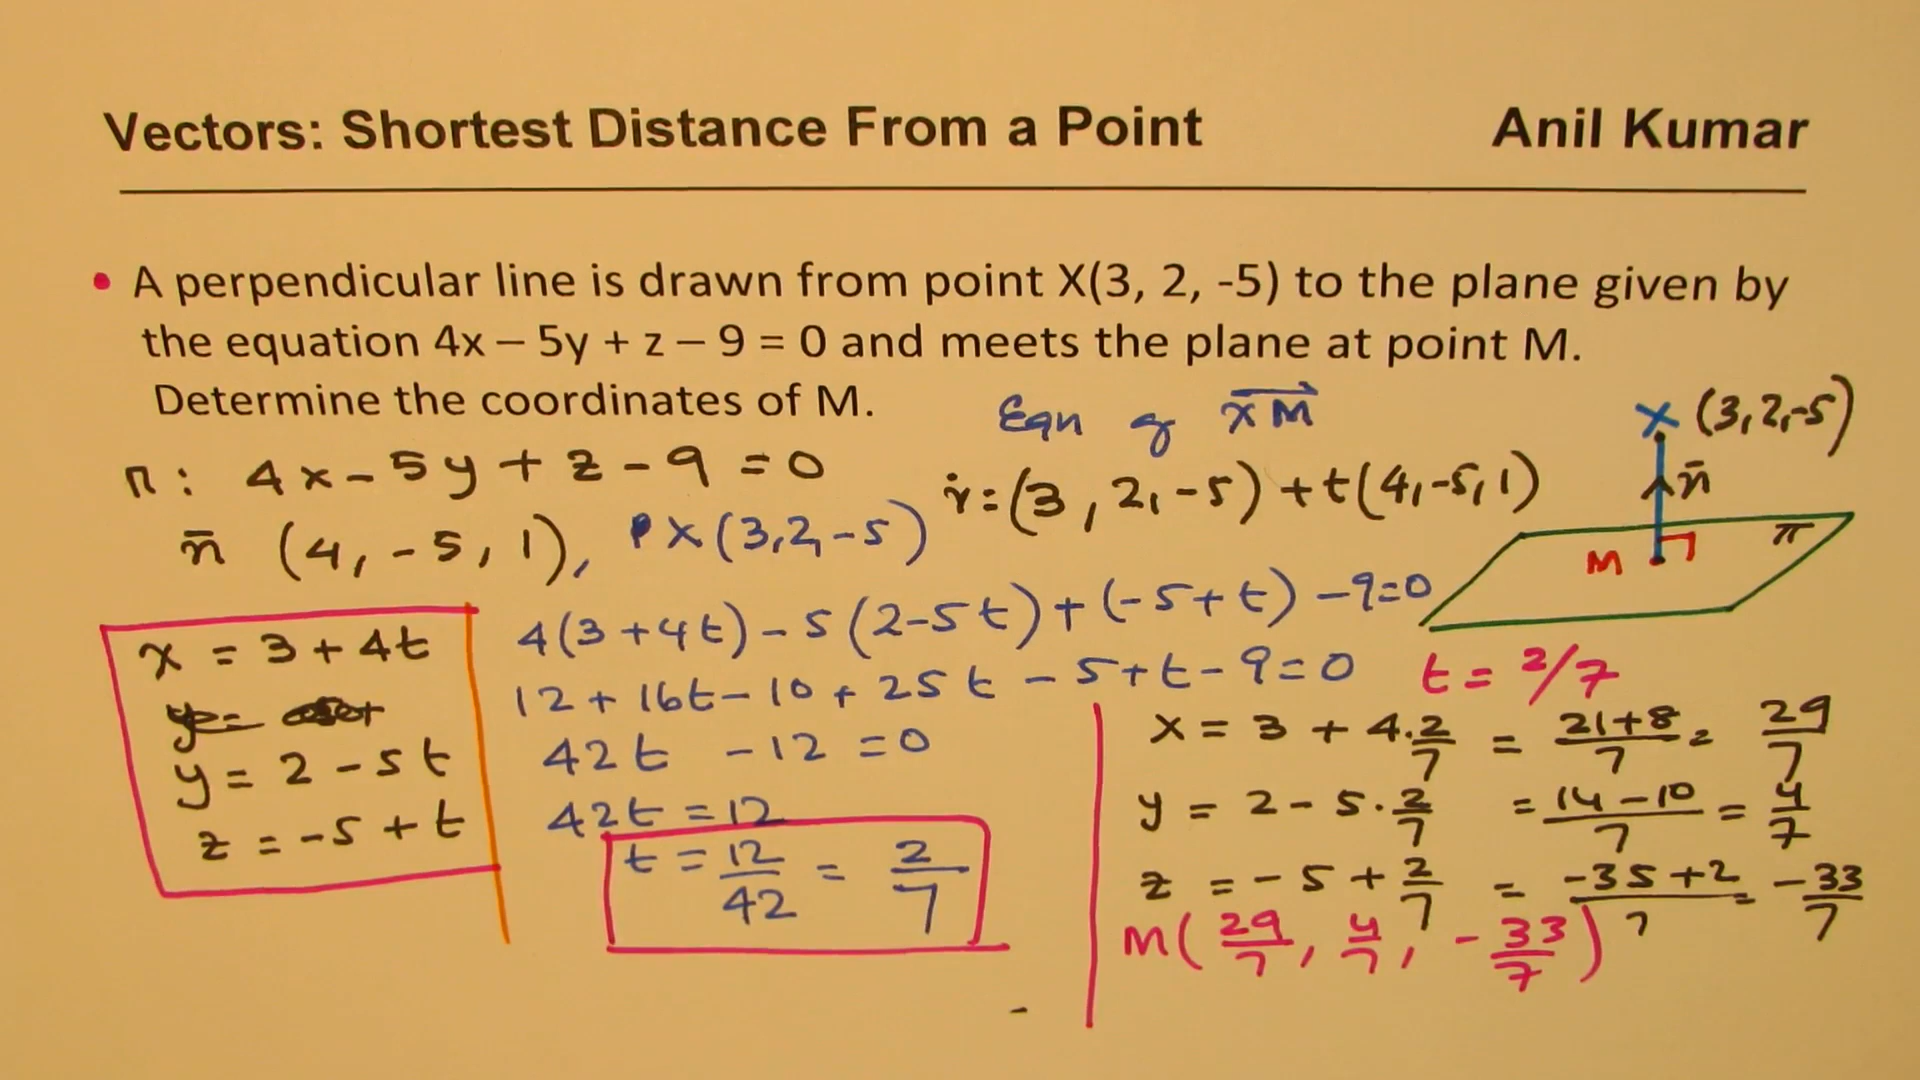 Vectors: Shortest Distance From a Point Anil Kumar
• A perpendicular line is drawn from point X(3, 2, -5) to the plane given by
the equation 4x – 5y + z – 9 = 0 and meets the plane at point M.
Determine the coordinates of M.
Π: 4x - 5y + z - 9 = 0
n̄ (4, -5, 1), X(3,2,-5)
x = 3 + 4t
y = 2 - 5t
z = -5 + t
Eqn of XM
r = (3, 2, -5) + t(4, -5, 1)
X (3,2,-5)
n̄
M
π
4(3+4t) - 5(2-5t) + (-5+t) - 9 = 0
12 + 16t - 10 + 25t - 5 + t - 9 = 0
42t - 12 = 0
42t = 12
t = 12/42 = 2/7
t = 2/7
x = 3 + 4·2/7 = 21+8/7 = 29/7
y = 2 - 5·2/7 = 14-10/7 = 4/7
z = -5 + 2/7 = -35+2/7 = -33/7
M(29/7, 4/7, -33/7)